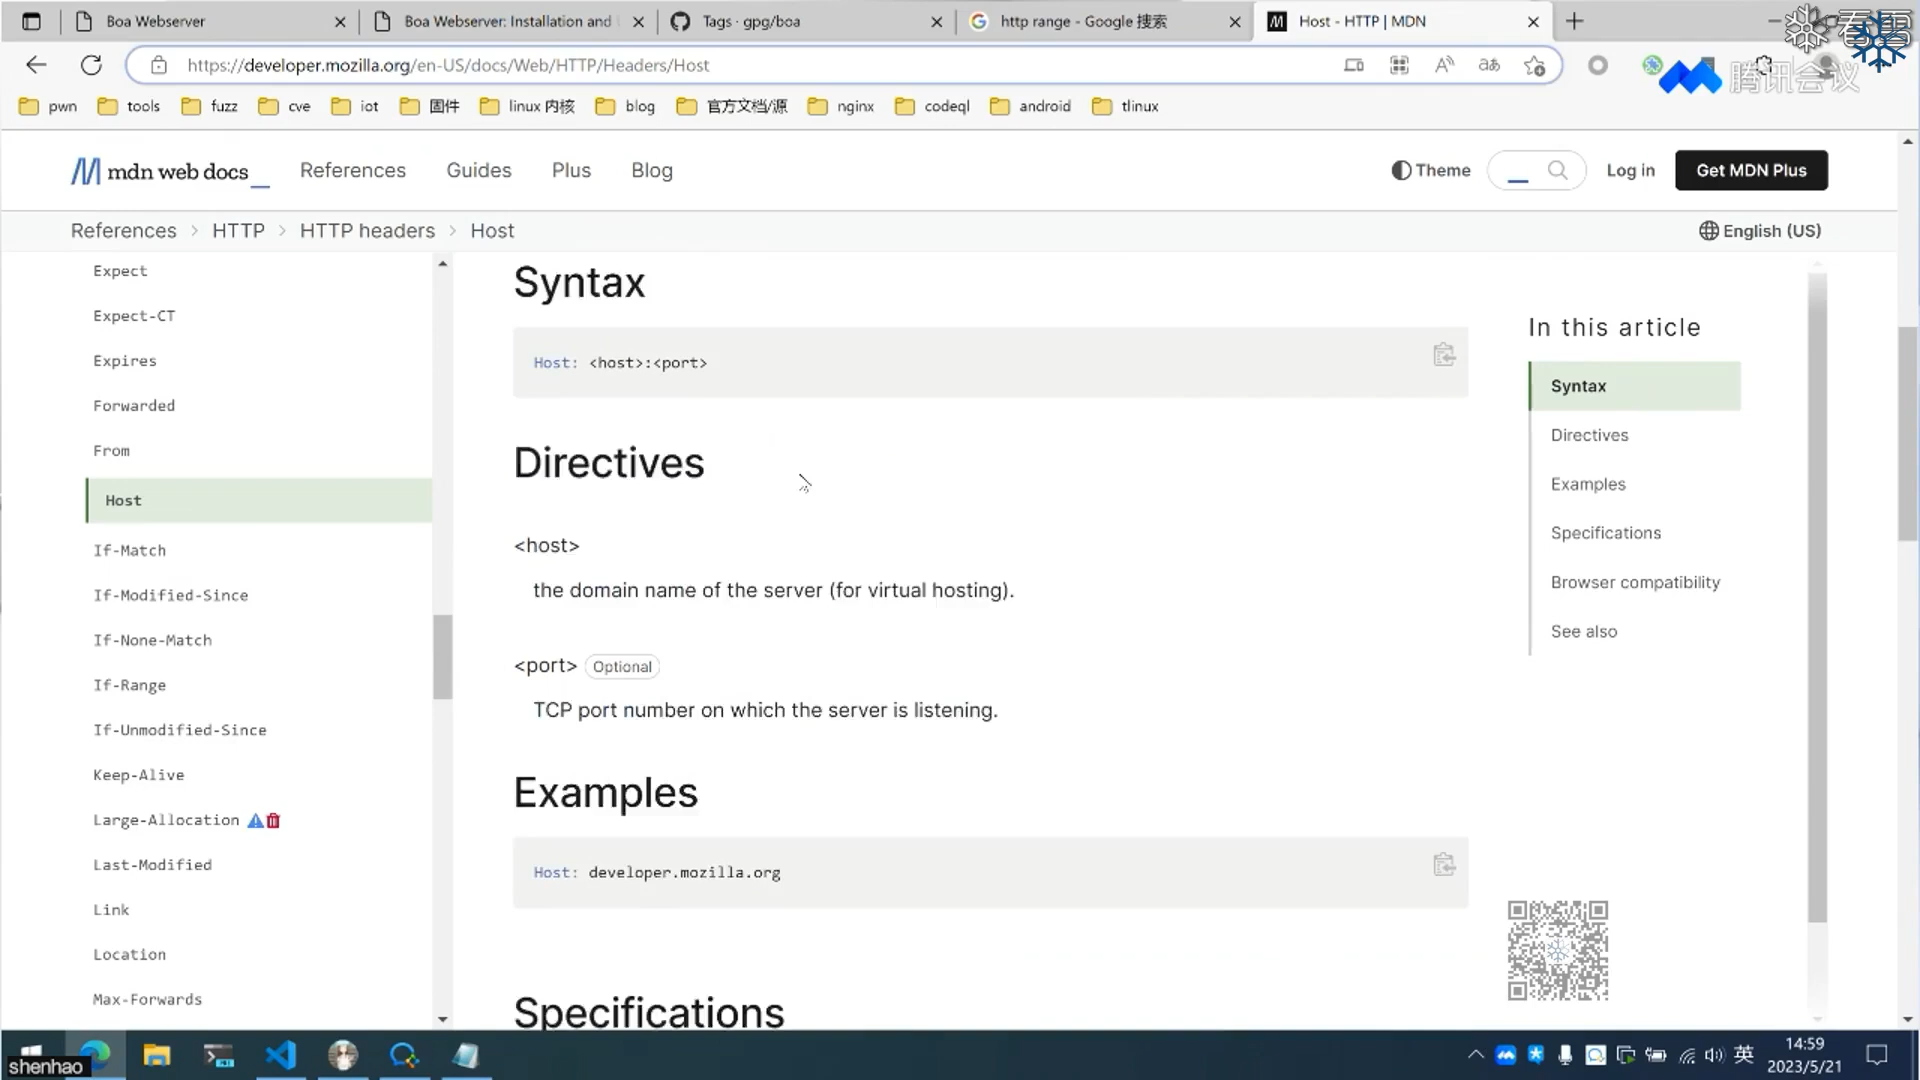 Boa Webserver
Boa Webserver: Installation and
Tags · gpg/boa
http range - Google 搜索
Host - HTTP | MDN
看雪
https://developer.mozilla.org/en-US/docs/Web/HTTP/Headers/Host
腾讯会议
pwn
tools
fuzz
cve
iot
固件
linux 内核
blog
官方文档/源
nginx
codeql
android
tlinux
mdn web docs
References
Guides
Plus
Blog
Theme
Log in
Get MDN Plus
References
HTTP
HTTP headers
Host
English (US)
Expect
Expect-CT
Expires
Forwarded
From
Host
If-Match
If-Modified-Since
If-None-Match
If-Range
If-Unmodified-Since
Keep-Alive
Large-Allocation
Last-Modified
Link
Location
Max-Forwards
Syntax
Host: <host>:<port>
Directives
<host>
the domain name of the server (for virtual hosting).
<port> Optional
TCP port number on which the server is listening.
Examples
Host: developer.mozilla.org
Specifications
In this article
Syntax
Directives
Examples
Specifications
Browser compatibility
See also
shenhao
英
14:59
2023/5/21